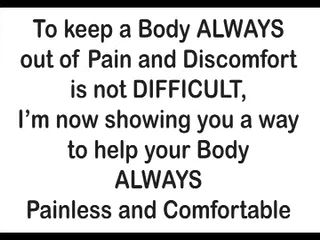 To keep a Body ALWAYS
out of Pain and Discomfort
is not DIFFICULT,
I'm now showing you a way
to help your Body
ALWAYS
Painless and Comfortable